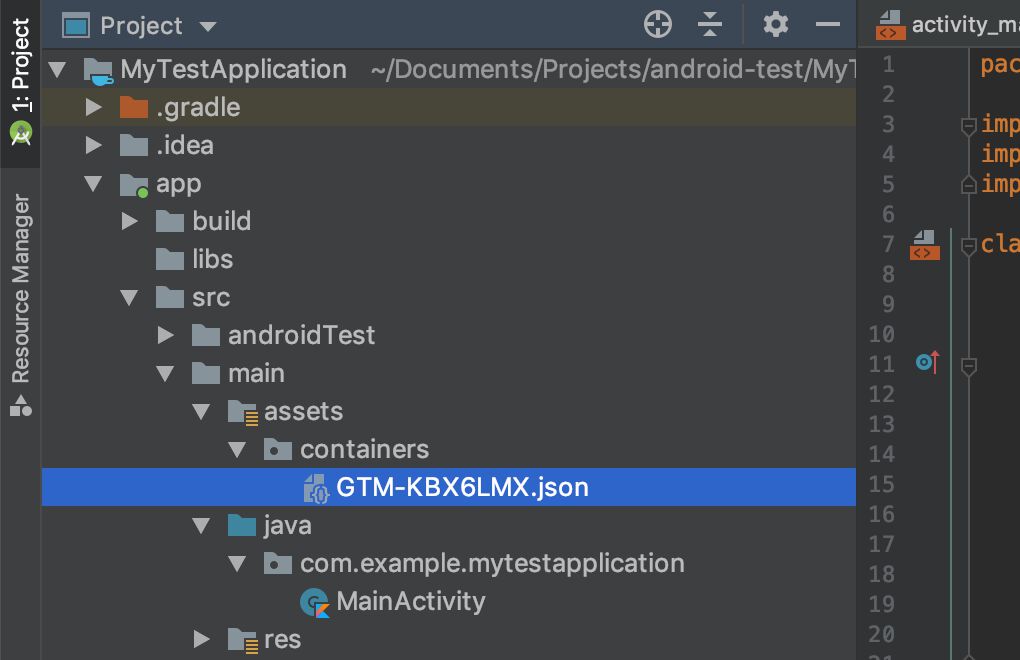 1: Project
Resource Manager
Project
MyTestApplication ~/Documents/Projects/android-test/MyT
.gradle
.idea
app
build
libs
src
androidTest
main
assets
containers
GTM-KBX6LMX.json
java
com.example.mytestapplication
MainActivity
res
activity_ma
1 pac
2
3 imp
4 imp
5 imp
6
7 cla
8
9
10
11
12
13
14
15
16
17
18
19
20